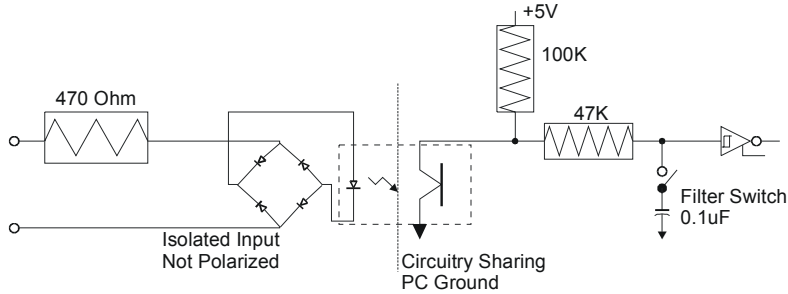 +5V
100K
470 Ohm
47K
Filter Switch
0.1uF
Isolated Input
Not Polarized
Circuitry Sharing
PC Ground